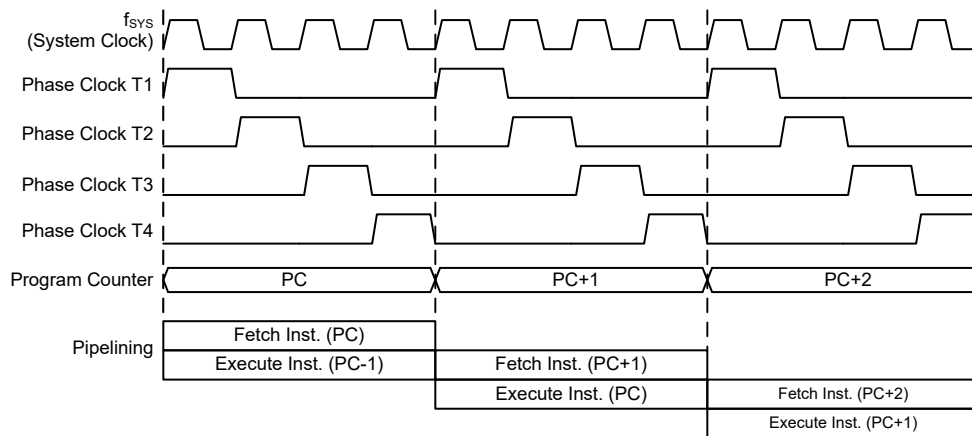 fSYS
(System Clock)
Phase Clock T1
Phase Clock T2
Phase Clock T3
Phase Clock T4
Program Counter PC PC+1 PC+2
Pipelining
Fetch Inst. (PC)
Execute Inst. (PC-1) Fetch Inst. (PC+1)
Execute Inst. (PC) Fetch Inst. (PC+2)
Execute Inst. (PC+1)